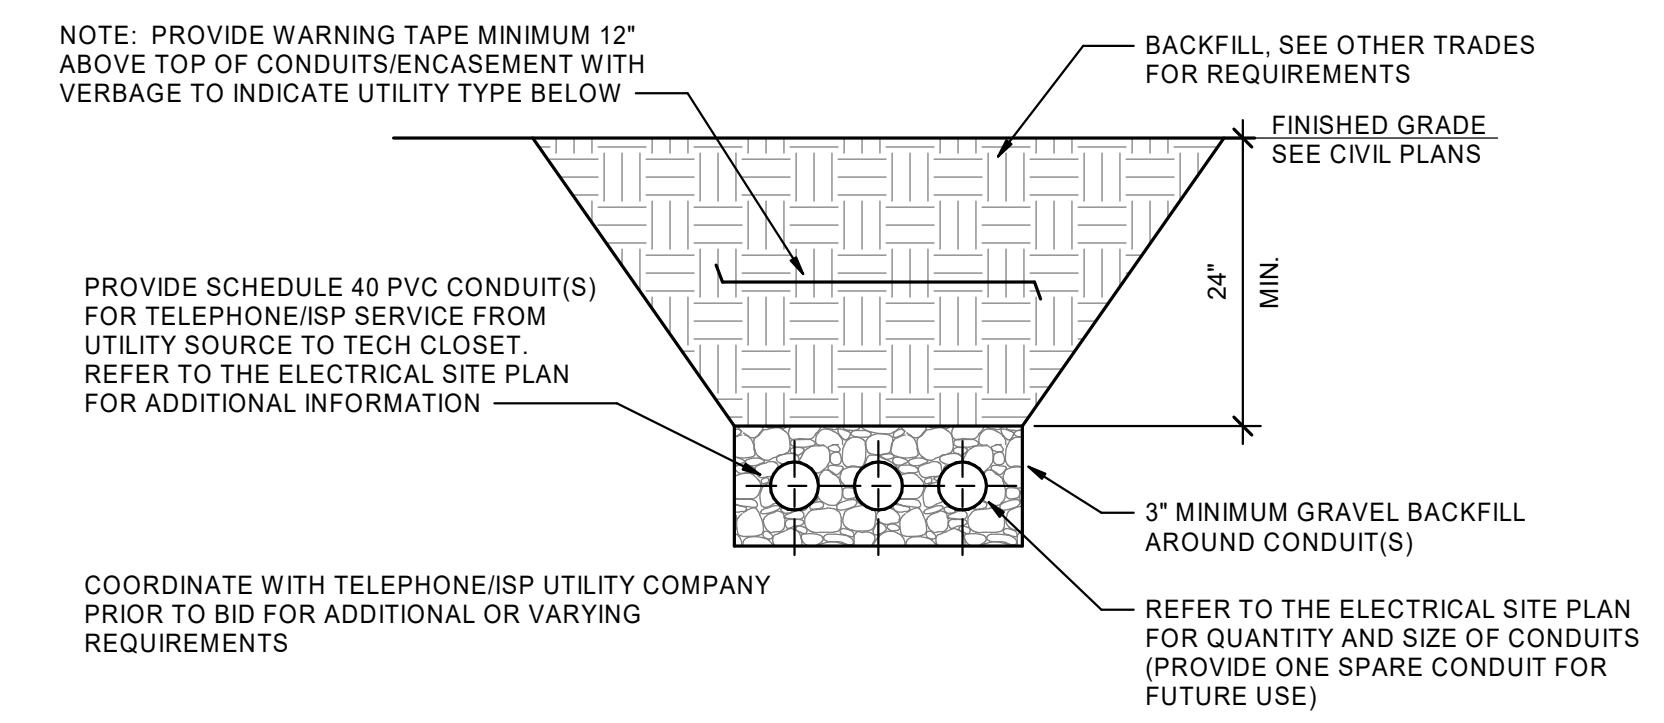 NOTE: PROVIDE WARNING TAPE MINIMUM 12"
ABOVE TOP OF CONDUITS/ENCASEMENT WITH
VERBAGE TO INDICATE UTILITY TYPE BELOW
BACKFILL, SEE OTHER TRADES
FOR REQUIREMENTS
FINISHED GRADE
SEE CIVIL PLANS
24"
MIN.
PROVIDE SCHEDULE 40 PVC CONDUIT(S)
FOR TELEPHONE/ISP SERVICE FROM
UTILITY SOURCE TO TECH CLOSET.
REFER TO THE ELECTRICAL SITE PLAN
FOR ADDITIONAL INFORMATION
3" MINIMUM GRAVEL BACKFILL
AROUND CONDUIT(S)
COORDINATE WITH TELEPHONE/ISP UTILITY COMPANY
PRIOR TO BID FOR ADDITIONAL OR VARYING
REQUIREMENTS
REFER TO THE ELECTRICAL SITE PLAN
FOR QUANTITY AND SIZE OF CONDUITS
(PROVIDE ONE SPARE CONDUIT FOR
FUTURE USE)